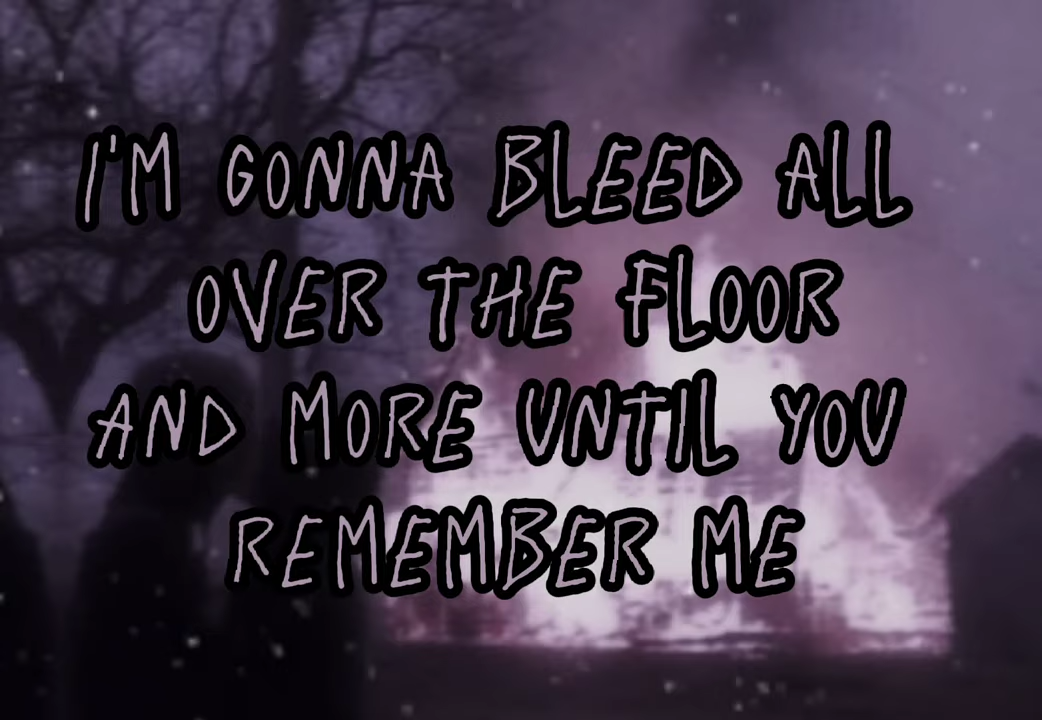 I'M GONNA BLEED ALL
OVER THE FLOOR
AND MORE UNTIL YOU
REMEMBER ME